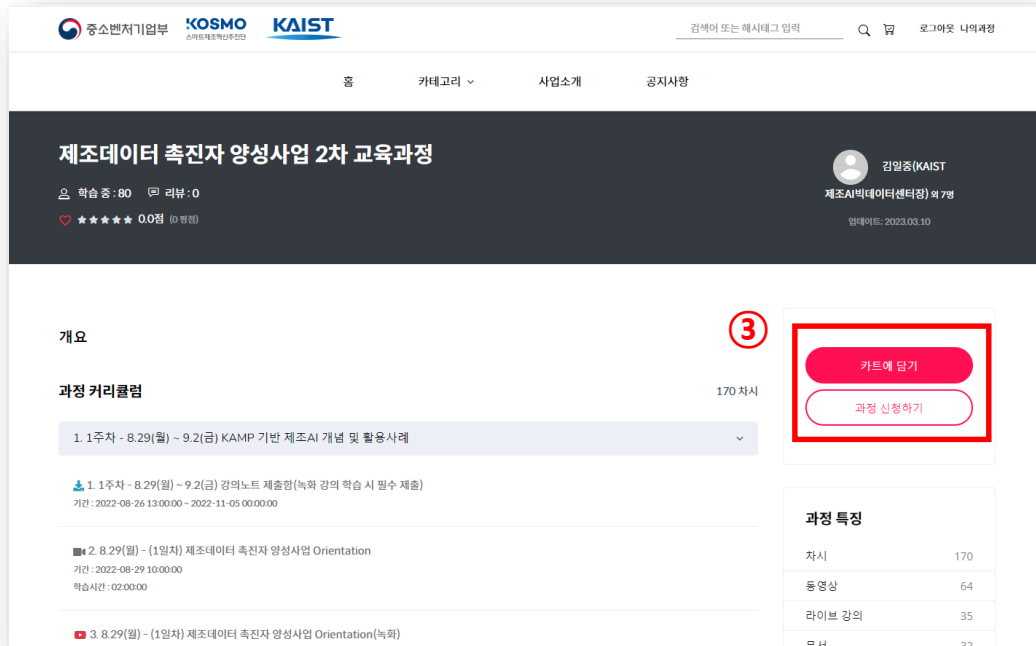 중소벤처기업부 KOSMO 스마트제조혁신추진단 KAIST
검색어 또는 해시태그 입력 로그아웃 나의과정
홈 카테고리 사업소개 공지사항
제조데이터 촉진자 양성사업 2차 교육과정
학습 중 : 80 리뷰 : 0
0.0점 (0 평점)
김일중(KAIST
제조AI빅데이터센터장) 외 7명
업데이트: 2023.03.10
개요
③
카트에 담기
과정 신청하기
과정 커리큘럼 170 차시
1. 1주차 - 8.29(월) ~ 9.2(금) KAMP 기반 제조AI 개념 및 활용사례
1. 1주차 - 8.29(월) ~ 9.2(금) 강의노트 제출함(녹화 강의 학습 시 필수 제출)
기간 : 2022-08-26 13:00:00 ~ 2022-11-05 00:00:00
2. 8.29(월) - (1일차) 제조데이터 촉진자 양성사업 Orientation
기간 : 2022-08-29 10:00:00
학습시간 : 02:00:00
3. 8.29(월) - (1일차) 제조데이터 촉진자 양성사업 Orientation(녹화)
과정 특징
차시 170
동영상 64
라이브 강의 35